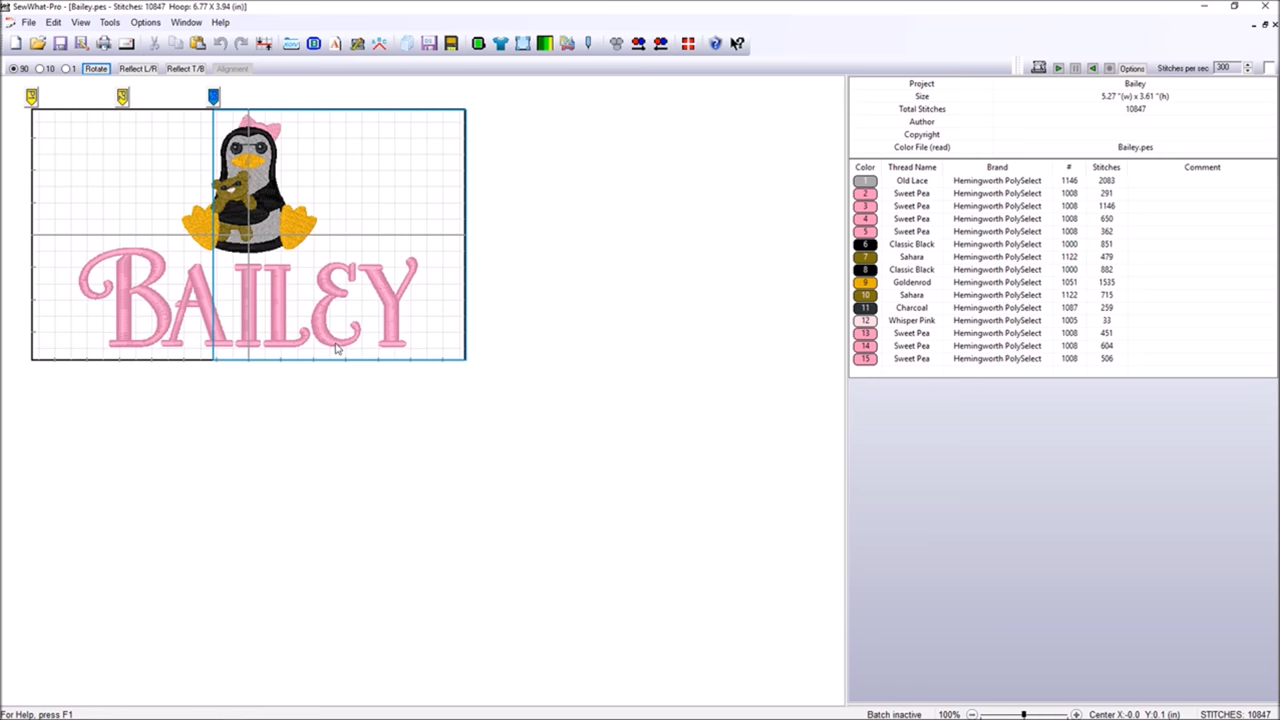 SewWhat-Pro - [Bailey.pes - Stitches: 10847 Hoop: 6.77 X 3.94 (in)]
File Edit View Tools Options Window Help
90 10 1 Rotate Reflect L/R Reflect T/B Alignment Options Stitches per sec 300
Project Bailey
Size 5.27 "(w) x 3.61 "(h)
Total Stitches 10847
Author
Copyright
Color File (read) Bailey.pes
Color Thread Name Brand # Stitches Comment
1 Old Lace Hemingworth PolySelect 1146 2083
2 Sweet Pea Hemingworth PolySelect 1008 291
3 Sweet Pea Hemingworth PolySelect 1008 1146
4 Sweet Pea Hemingworth PolySelect 1008 650
5 Sweet Pea Hemingworth PolySelect 1008 362
6 Classic Black Hemingworth PolySelect 1000 851
7 Sahara Hemingworth PolySelect 1122 479
8 Classic Black Hemingworth PolySelect 1000 882
9 Goldenrod Hemingworth PolySelect 1051 1535
10 Sahara Hemingworth PolySelect 1122 715
11 Charcoal Hemingworth PolySelect 1087 259
12 Whisper Pink Hemingworth PolySelect 1005 33
13 Sweet Pea Hemingworth PolySelect 1008 451
14 Sweet Pea Hemingworth PolySelect 1008 604
15 Sweet Pea Hemingworth PolySelect 1008 506
BAILEY
For Help, press F1 Batch inactive 100% Center X:-0.0 Y:0.1 (in) STITCHES: 10847